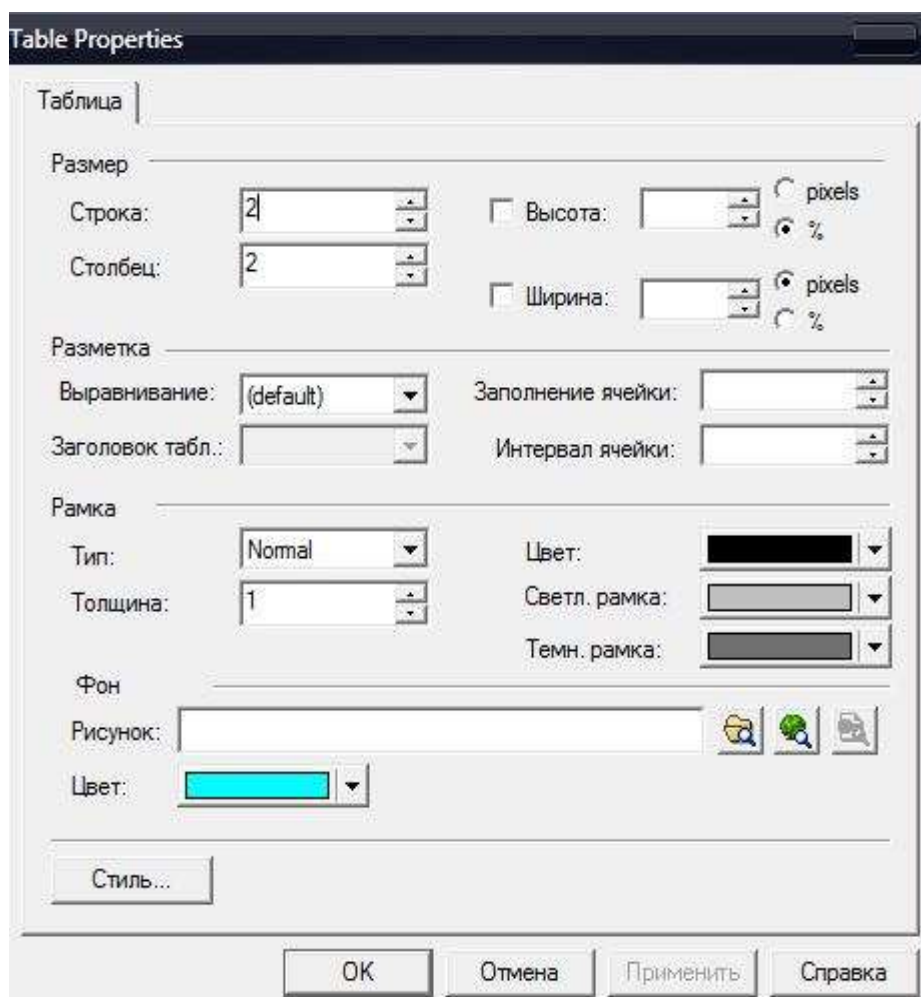 Table Properties
Таблица
Размер
Строка: 2 Высота: pixels
%
Столбец: 2
Ширина: pixels
%
Разметка
Выравнивание: (default) Заполнение ячейки:
Заголовок табл.: Интервал ячейки:
Рамка
Тип: Normal Цвет:
Толщина: 1 Светл. рамка:
Темн. рамка:
Фон
Рисунок:
Цвет:
Стиль...
OK Отмена Применить Справка